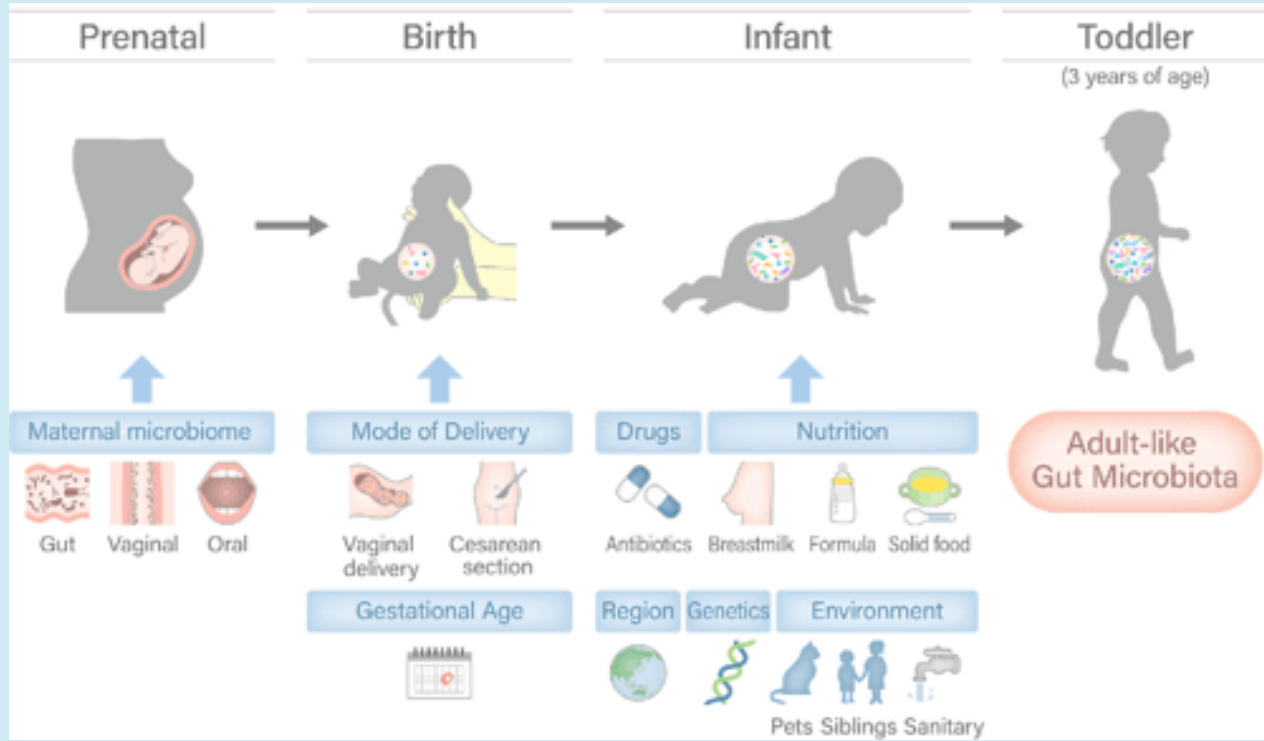 Prenatal
Birth
Infant
Toddler
(3 years of age)
Maternal microbiome
Gut
Vaginal
Oral
Mode of Delivery
Vaginal
delivery
Cesarean
section
Gestational Age
Drugs
Nutrition
Antibiotics
Breastmilk
Formula
Solid food
Region
Genetics
Environment
Pets
Siblings
Sanitary
Adult-like
Gut Microbiota